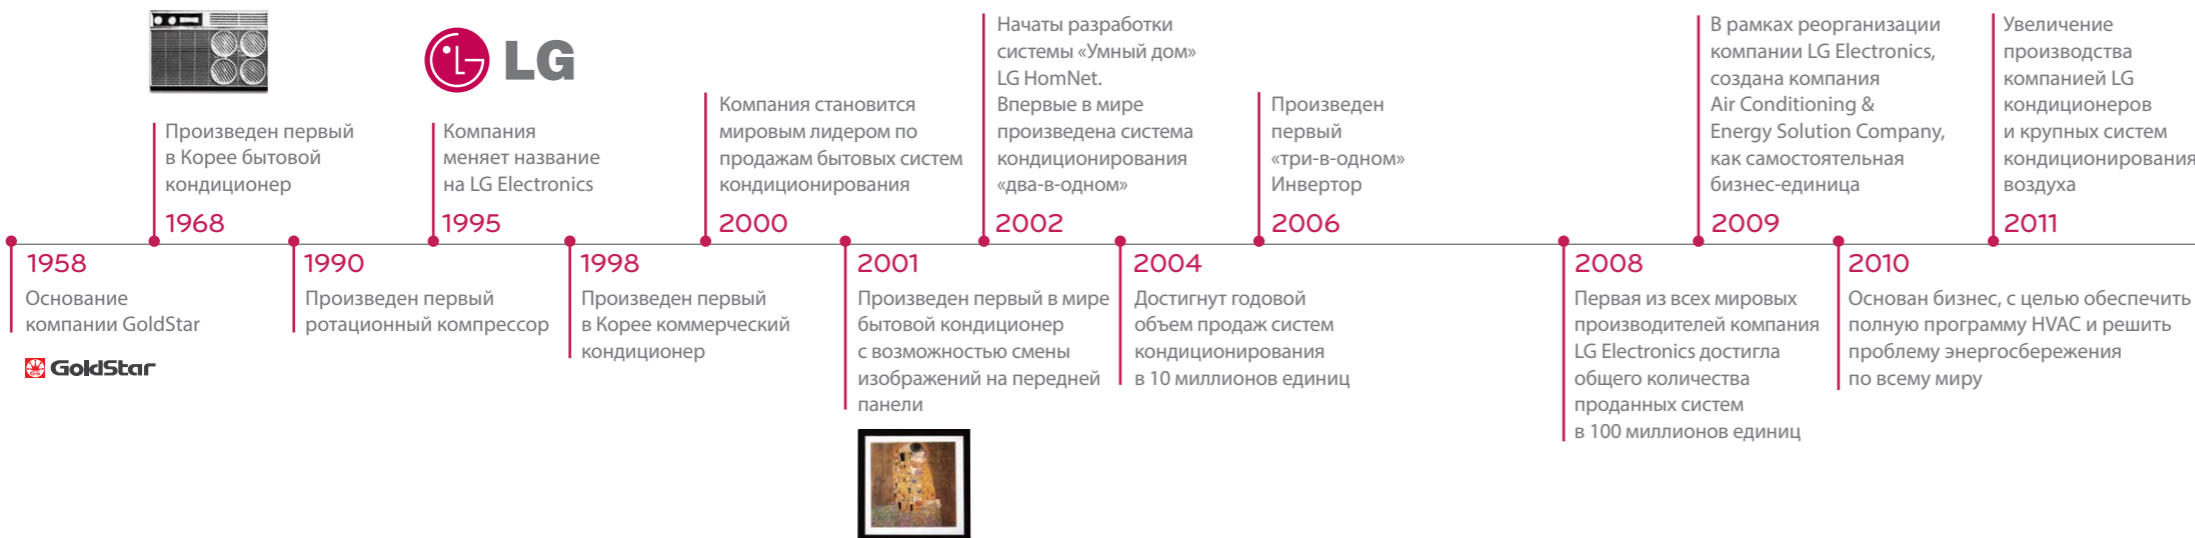 LG
Произведен первый
в Корее бытовой
кондиционер
1968
Компания
меняет название
на LG Electronics
1995
Компания становится
мировым лидером по
продажам бытовых систем
кондиционирования
2000
Начаты разработки
системы «Умный дом»
LG HomNet.
Впервые в мире
произведена система
кондиционирования
«два-в-одном»
2002
Произведен
первый
«три-в-одном»
Инвертор
2006
В рамках реорганизации
компании LG Electronics,
создана компания
Air Conditioning &
Energy Solution Company,
как самостоятельная
бизнес-единица
2009
Увеличение
производства
компанией LG
кондиционеров
и крупных систем
кондиционирования
воздуха
2011
1958
Основание
компании GoldStar
GoldStar
1990
Произведен первый
ротационный компрессор
1998
Произведен первый
в Корее коммерческий
кондиционер
2001
Произведен первый в мире
бытовой кондиционер
с возможностью смены
изображений на передней
панели
2004
Достигнут годовой
объем продаж систем
кондиционирования
в 10 миллионов единиц
2008
Первая из всех мировых
производителей компания
LG Electronics достигла
общего количества
проданных систем
в 100 миллионов единиц
2010
Основан бизнес, с целью обеспечить
полную программу HVAC и решить
проблему энергосбережения
по всему миру